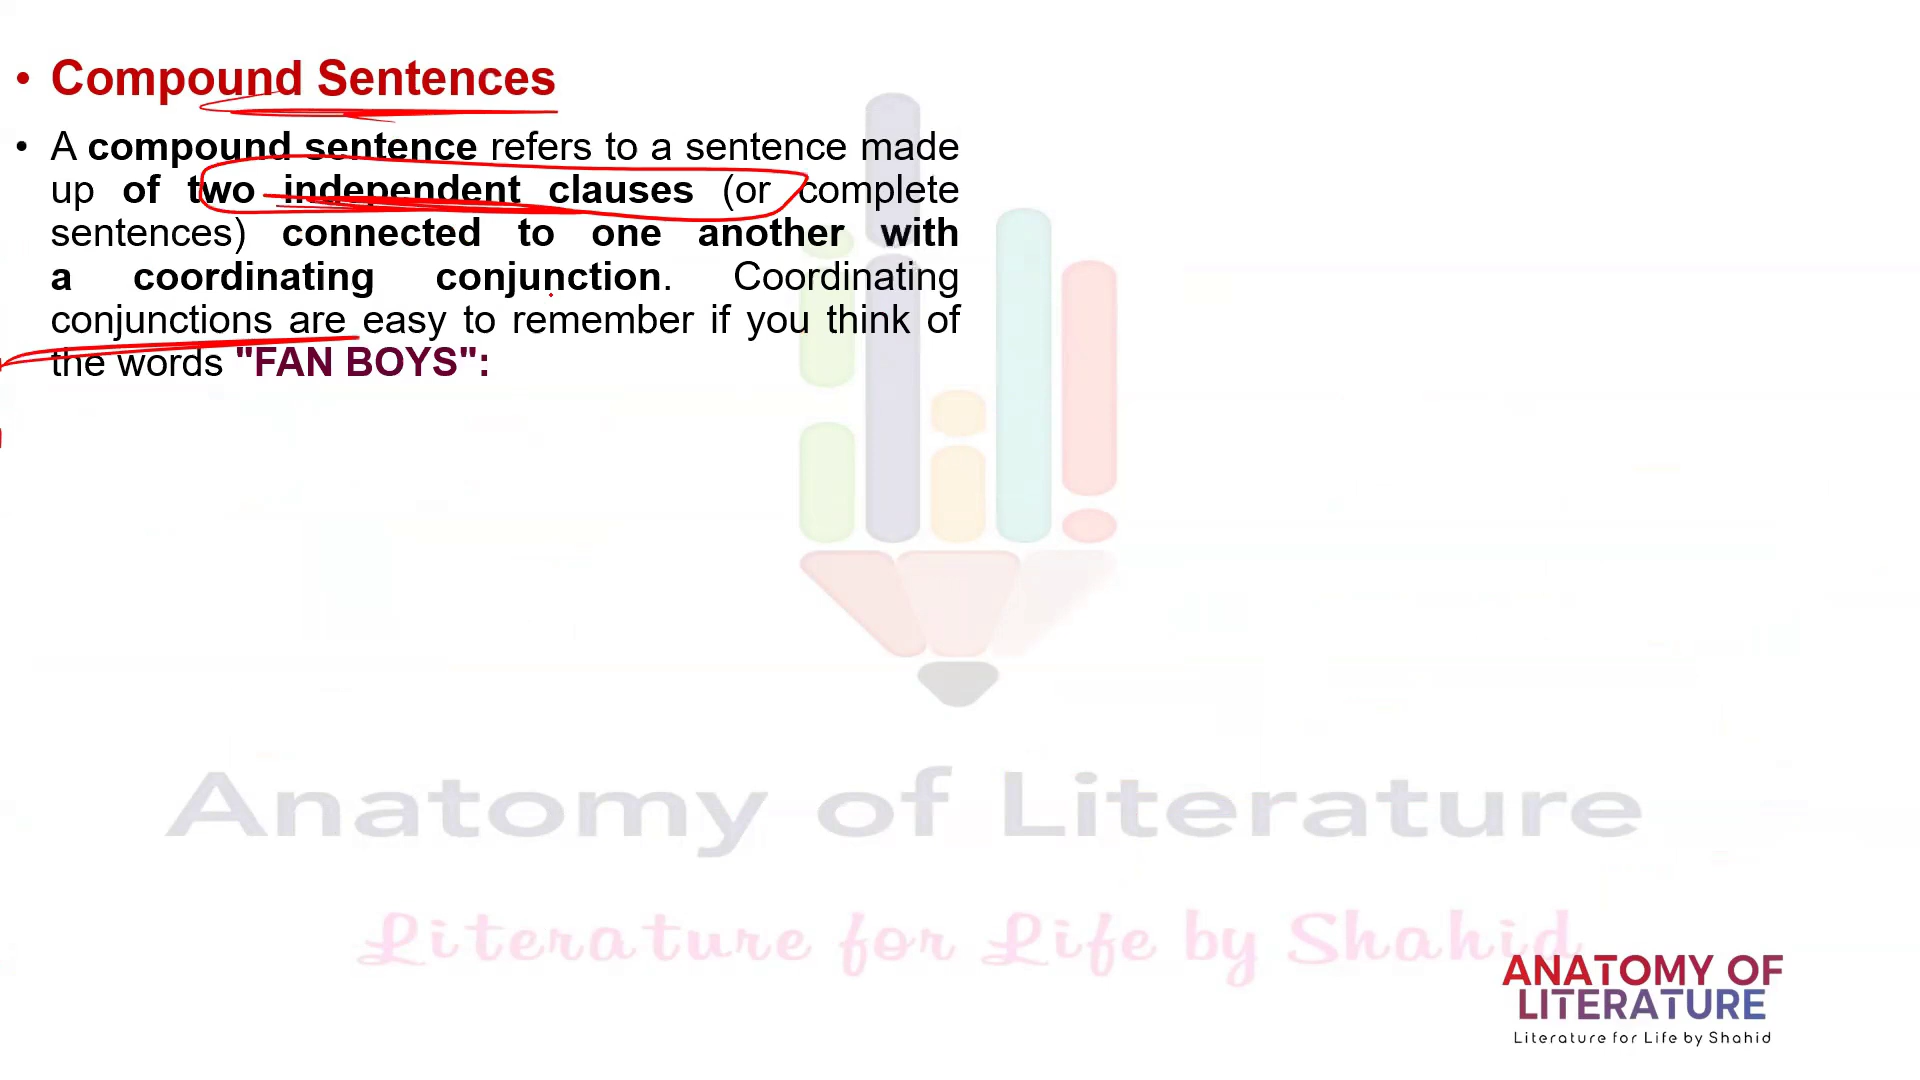 • Compound Sentences
• A compound sentence refers to a sentence made
up of two independent clauses (or complete
sentences) connected to one another with
a coordinating conjunction. Coordinating
conjunctions are easy to remember if you think of
the words "FAN BOYS":
Anatomy of Literature
Literature for Life by Shahid
ANATOMY OF
LITERATURE
Literature for Life by Shahid